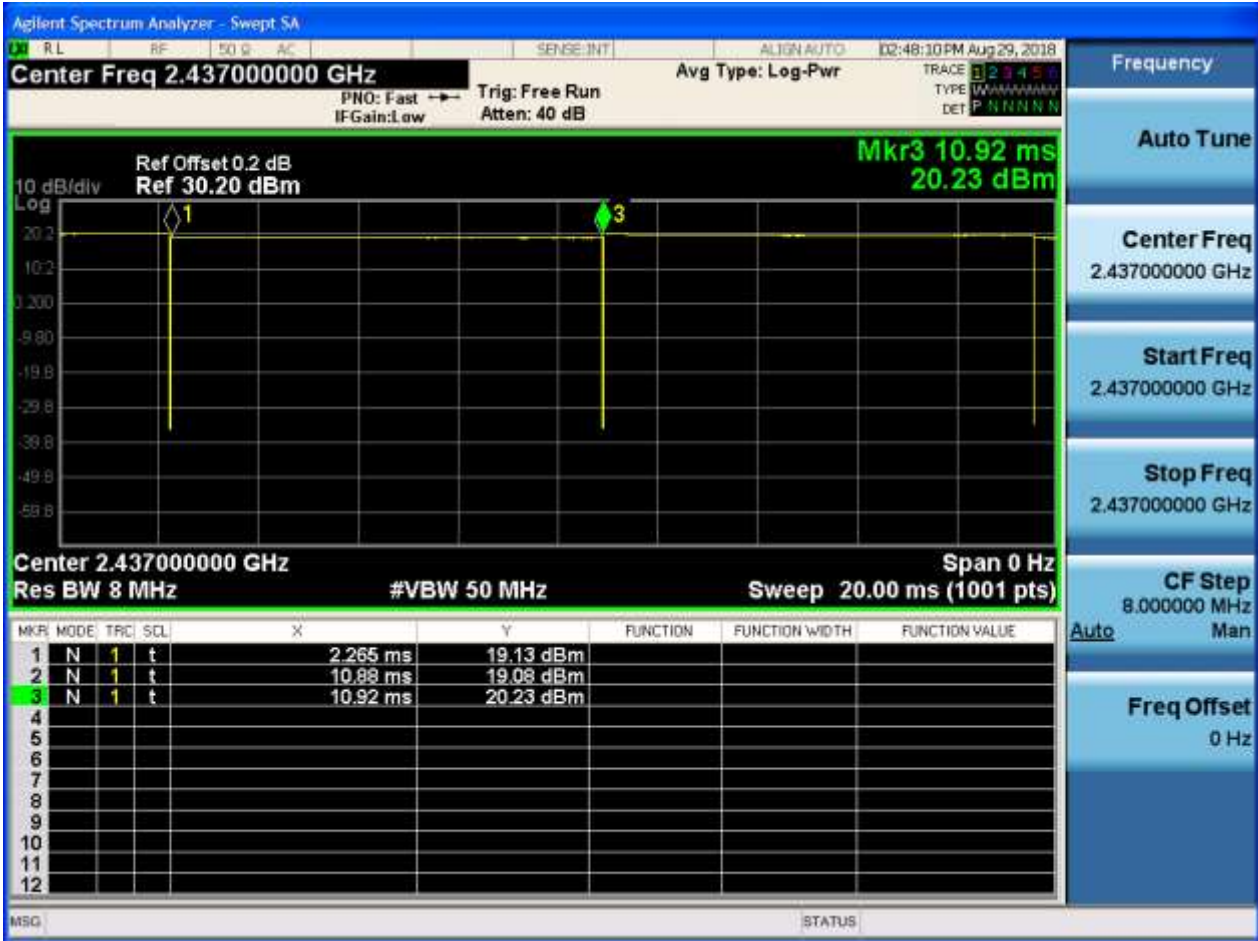 Agilent Spectrum Analyzer - Swept SA
RL RF 50 Ω AC SENSE:INT ALIGN AUTO 02:48:10 PM Aug 29, 2018
Center Freq 2.437000000 GHz
PNO: Fast
IFGain:Low
Trig: Free Run
Atten: 40 dB
Avg Type: Log-Pwr
TRACE 1 2 3 4 5 6
TYPE
DET P N N N N N
Mkr3 10.92 ms
20.23 dBm
Ref Offset 0.2 dB
10 dB/div Ref 30.20 dBm
Log
20.2
10.2
0.200
-9.80
-19.8
-29.8
-39.8
-49.8
-59.8
1
3
Center 2.437000000 GHz Span 0 Hz
Res BW 8 MHz #VBW 50 MHz Sweep 20.00 ms (1001 pts)
MKR MODE TRC SCL X Y FUNCTION FUNCTION WIDTH FUNCTION VALUE
1 N 1 t 2.265 ms 19.13 dBm
2 N 1 t 10.88 ms 19.08 dBm
3 N 1 t 10.92 ms 20.23 dBm
4
5
6
7
8
9
10
11
12
MSG STATUS
Frequency
Auto Tune
Center Freq
2.437000000 GHz
Start Freq
2.437000000 GHz
Stop Freq
2.437000000 GHz
CF Step
8.000000 MHz
Auto Man
Freq Offset
0 Hz